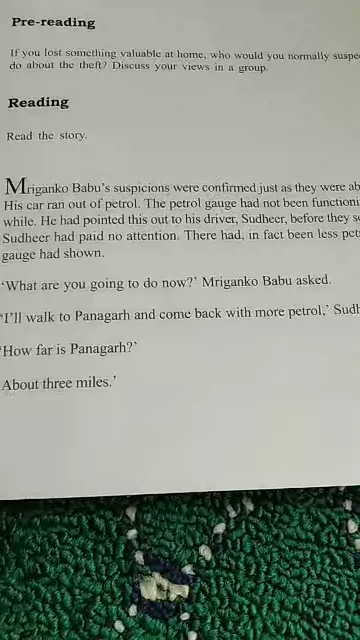 Pre-reading
If you lost something valuable at home, who would you normally
do about the theft? Discuss your views in a group.
Reading
Read the story.
Mriganko Babu's suspicions were confirmed just as they were
His car ran out of petrol. The petrol gauge had not been
while. He had pointed this out to his driver, Sudheer, before they
Sudheer had paid no attention. There had, in fact been less
gauge had shown.
'What are you going to do now?' Mriganko Babu asked.
'I'll walk to Panagarh and come back with more petrol,'
'How far is Panagarh?'
About three miles.'